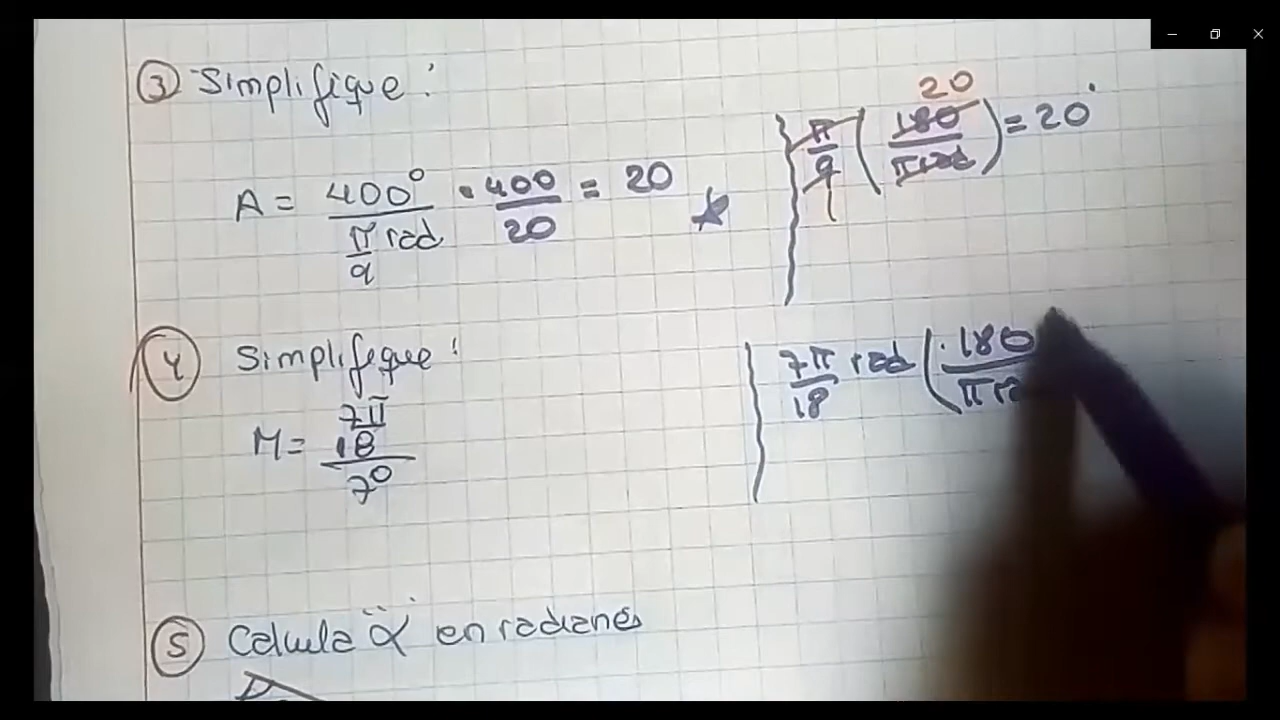 ③ Simplifique:
A = 400° / (π/9 rad) · 400/20 = 20
π/9 (180/π rad) = 20°
20
④ Simplifique:
M = (7π/18) / 7°
7π/18 rad (180
⑤ Calcula "α" en radianes